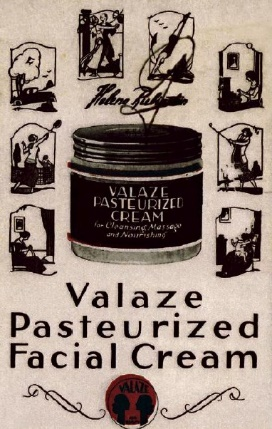 Helena Rubinstein
VALAZE
PASTEURIZED
CREAM
for Cleansing, Massage
and Nourishing
Valaze
Pasteurized
Facial Cream
VALAZE